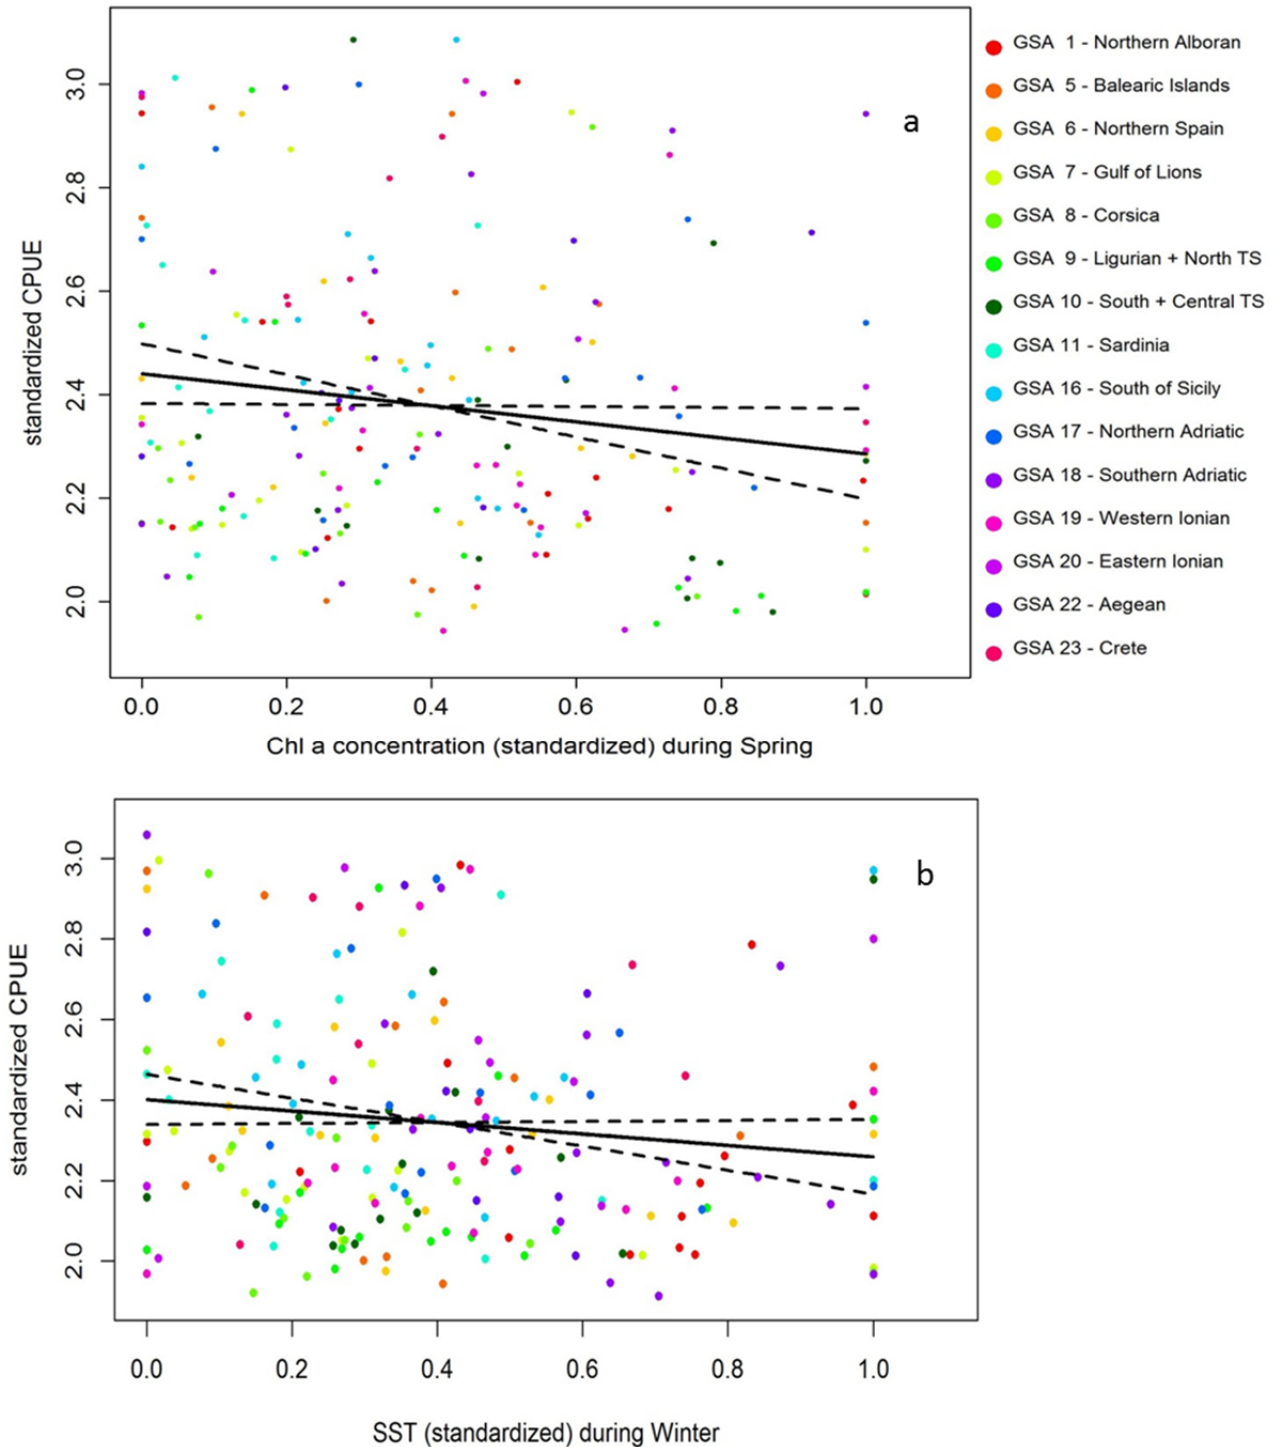 a
GSA 1 - Northern Alboran
GSA 5 - Balearic Islands
GSA 6 - Northern Spain
GSA 7 - Gulf of Lions
GSA 8 - Corsica
GSA 9 - Ligurian + North TS
GSA 10 - South + Central TS
GSA 11 - Sardinia
GSA 16 - South of Sicily
GSA 17 - Northern Adriatic
GSA 18 - Southern Adriatic
GSA 19 - Western Ionian
GSA 20 - Eastern Ionian
GSA 22 - Aegean
GSA 23 - Crete
standardized CPUE
3.0
2.8
2.6
2.4
2.2
2.0
0.0 0.2 0.4 0.6 0.8 1.0
Chl a concentration (standardized) during Spring
b
standardized CPUE
3.0
2.8
2.6
2.4
2.2
2.0
0.0 0.2 0.4 0.6 0.8 1.0
SST (standardized) during Winter